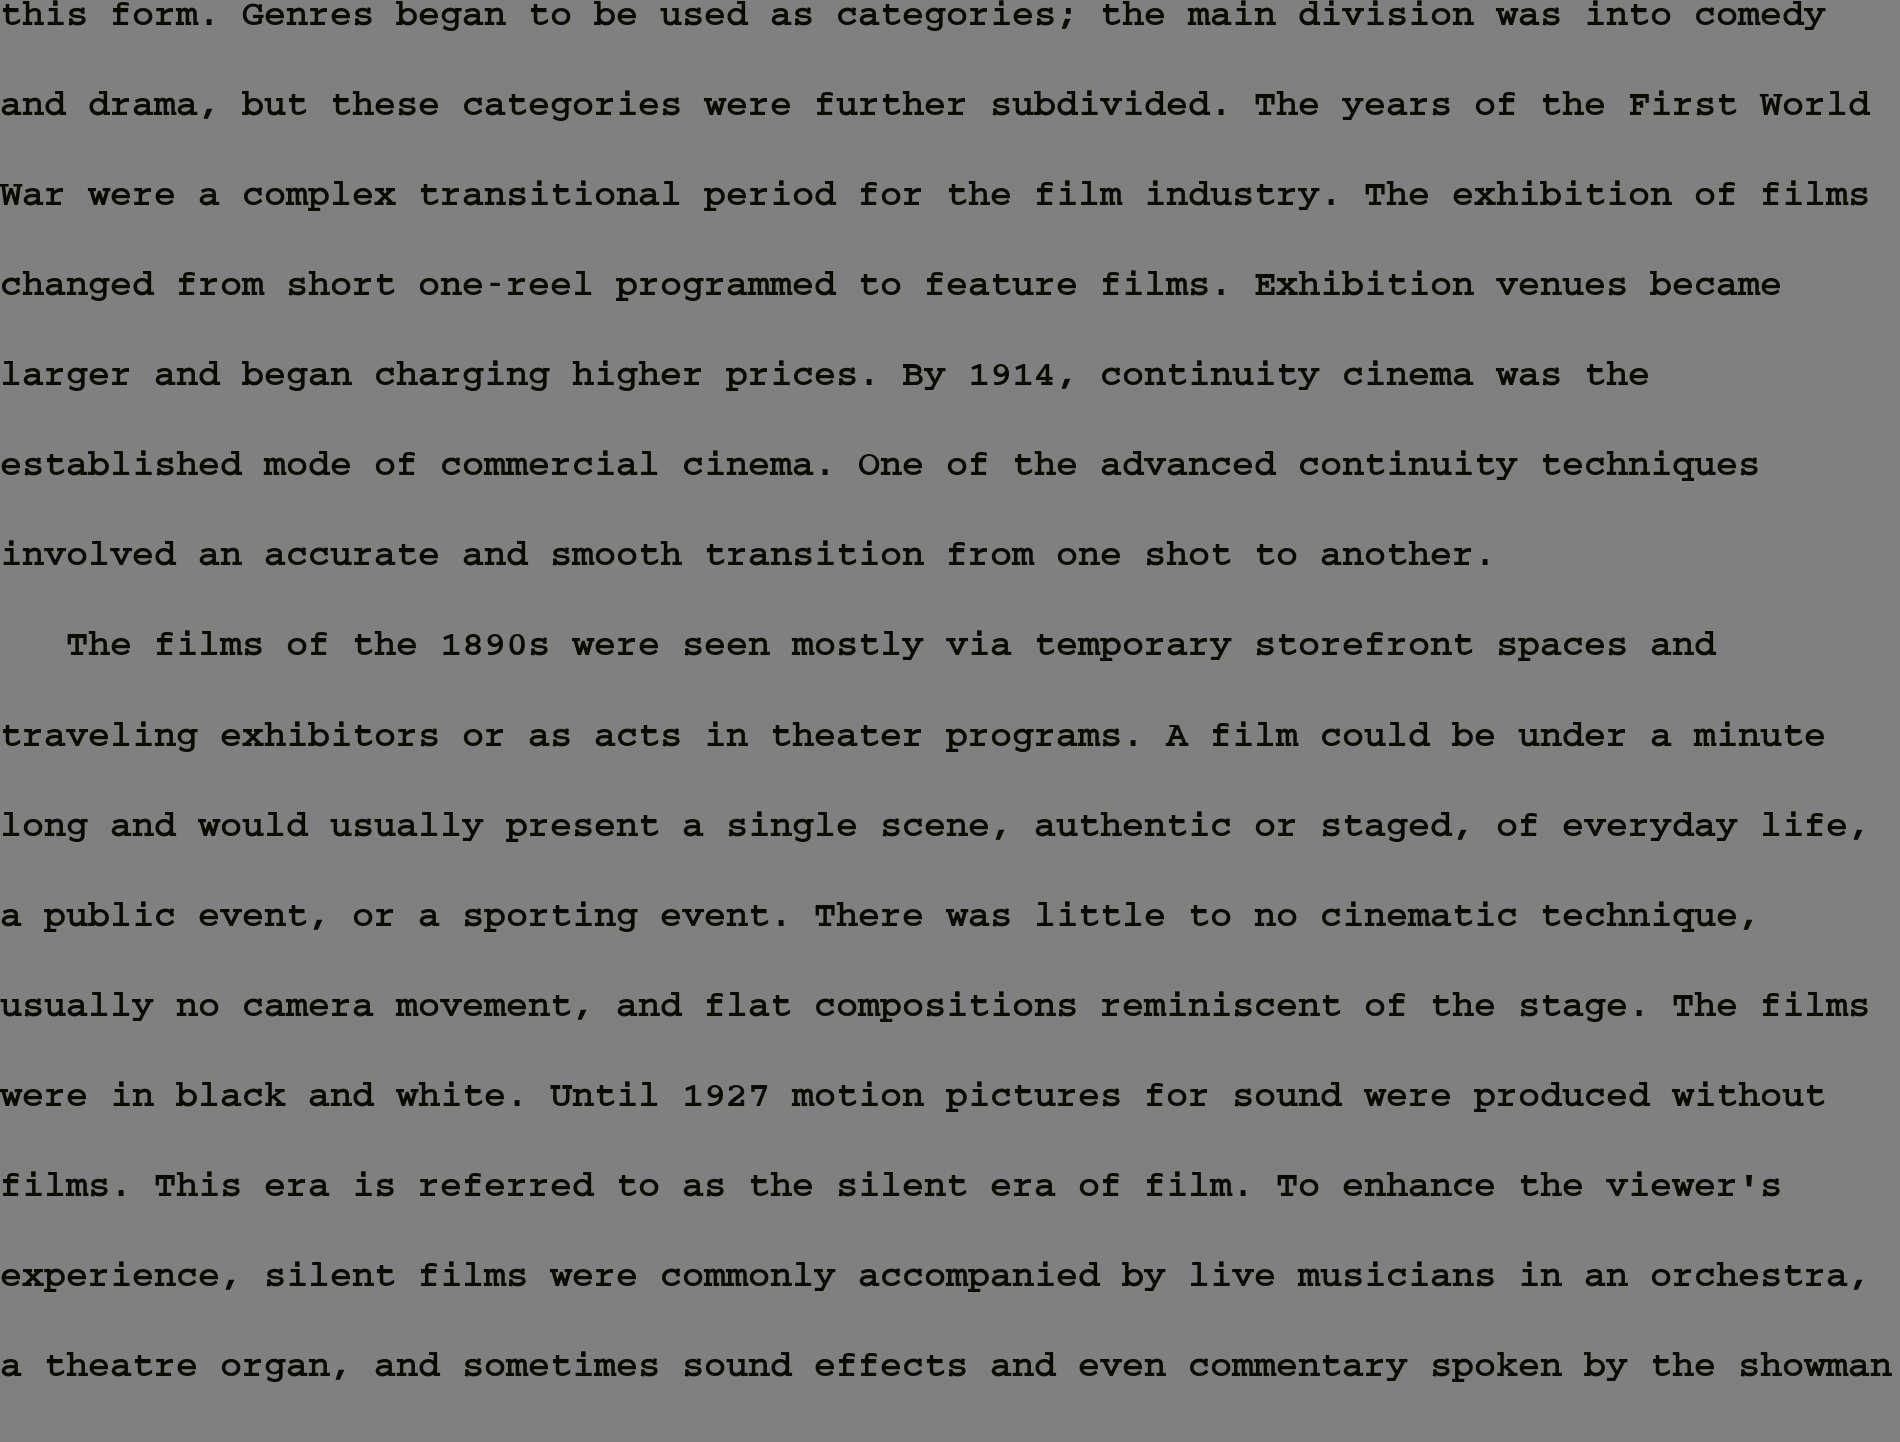 this form. Genres began to be used as categories; the main division was into comedy
and drama, but these categories were further subdivided. The years of the First World
War were a complex transitional period for the film industry. The exhibition of films
changed from short one-reel programmed to feature films. Exhibition venues became
larger and began charging higher prices. By 1914, continuity cinema was the
established mode of commercial cinema. One of the advanced continuity techniques
involved an accurate and smooth transition from one shot to another.
The films of the 1890s were seen mostly via temporary storefront spaces and
traveling exhibitors or as acts in theater programs. A film could be under a minute
long and would usually present a single scene, authentic or staged, of everyday life,
a public event, or a sporting event. There was little to no cinematic technique,
usually no camera movement, and flat compositions reminiscent of the stage. The films
were in black and white. Until 1927 motion pictures for sound were produced without
films. This era is referred to as the silent era of film. To enhance the viewer's
experience, silent films were commonly accompanied by live musicians in an orchestra,
a theatre organ, and sometimes sound effects and even commentary spoken by the showman